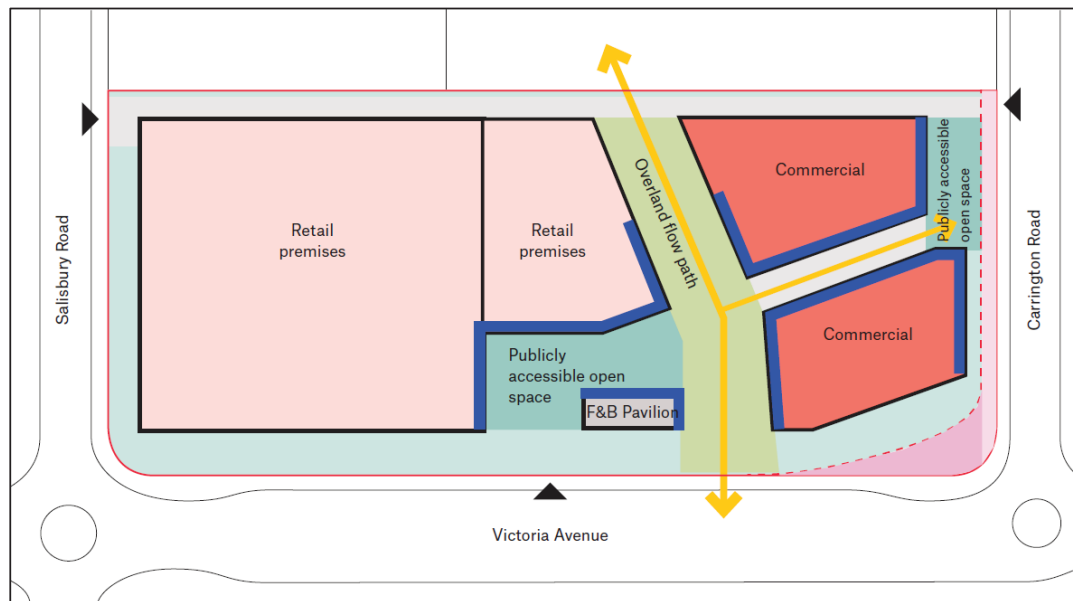 Salisbury Road
Retail
premises
Retail
premises
Overland flow path
Commercial
Publicly accessible
open space
Carrington Road
Commercial
Publicly
accessible open
space
F&B Pavilion
Victoria Avenue